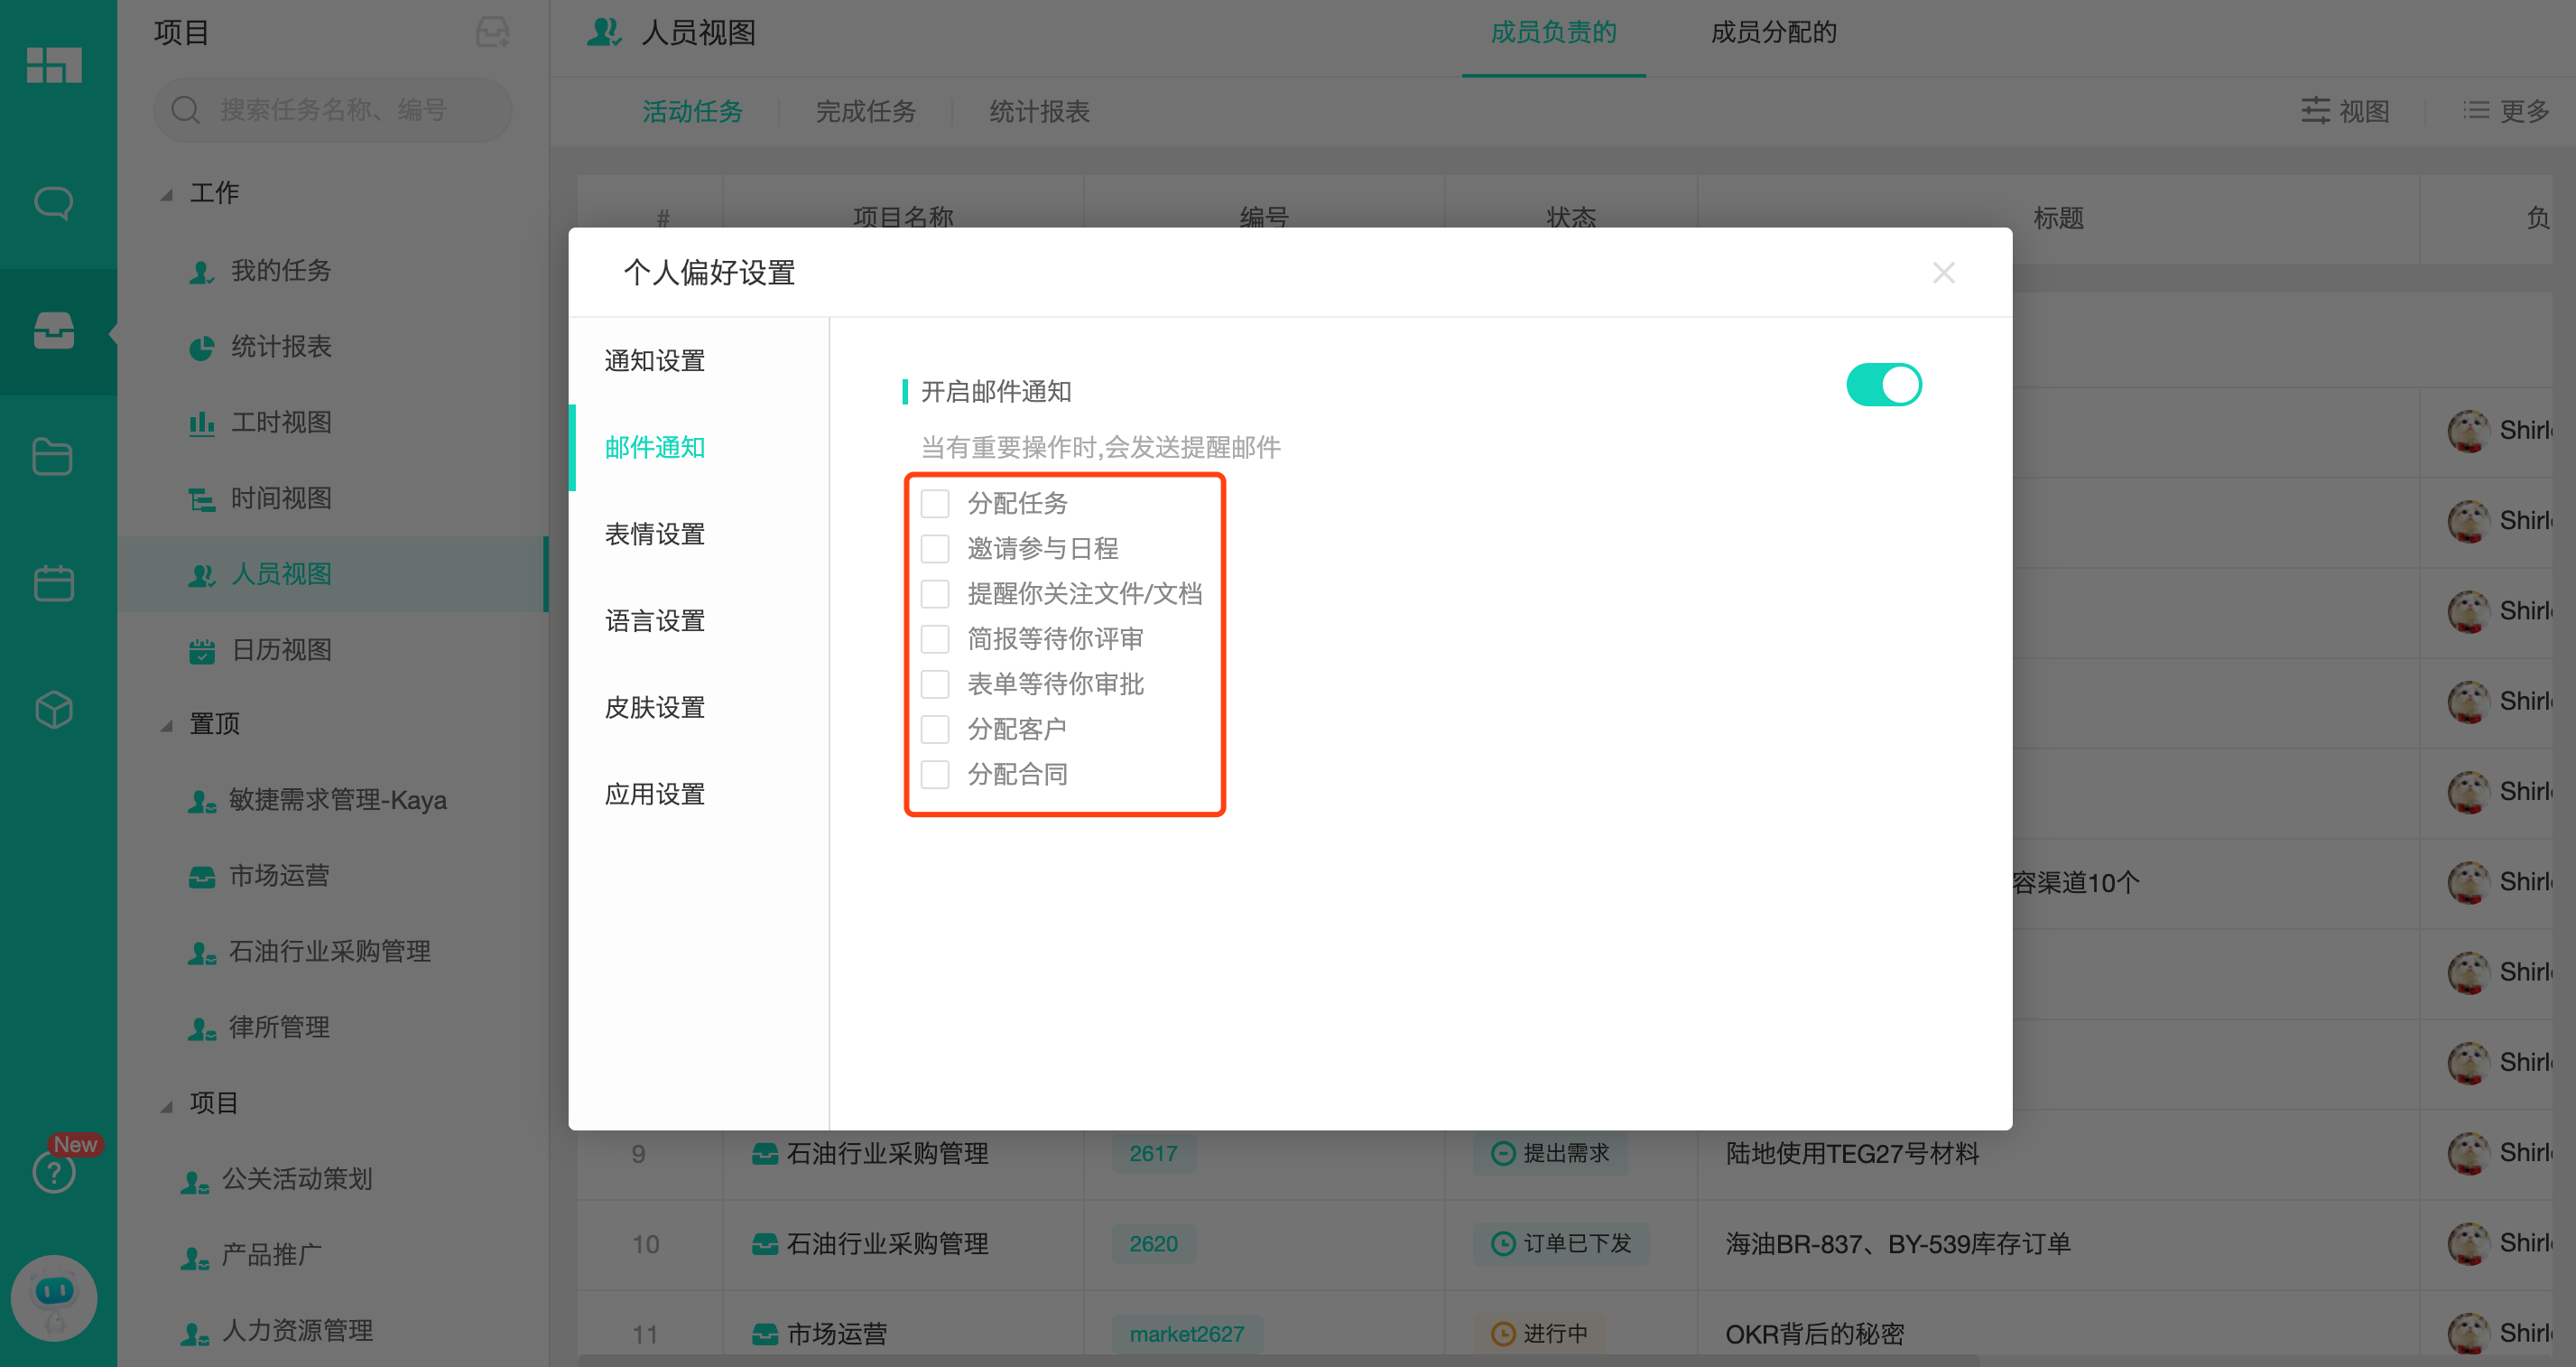 项目
搜索任务名称、编号
工作
我的任务
统计报表
工时视图
时间视图
人员视图
日历视图
置顶
敏捷需求管理-Kaya
市场运营
石油行业采购管理
律所管理
项目
公关活动策划
产品推广
人力资源管理
New
人员视图
成员负责的
成员分配的
活动任务
完成任务
统计报表
视图
更多
# 项目名称 编号 状态 标题 负
个人偏好设置
通知设置
邮件通知
表情设置
语言设置
皮肤设置
应用设置
开启邮件通知
当有重要操作时,会发送提醒邮件
分配任务
邀请参与日程
提醒你关注文件/文档
简报等待你评审
表单等待你审批
分配客户
分配合同
Shirl
Shirl
Shirl
Shirl
Shirl
容渠道10个 Shirl
Shirl
Shirl
9 石油行业采购管理 2617 提出需求 陆地使用TEG27号材料 Shirl
10 石油行业采购管理 2620 订单已下发 海油BR-837、BY-539库存订单 Shirl
11 市场运营 market2627 进行中 OKR背后的秘密 Shirl